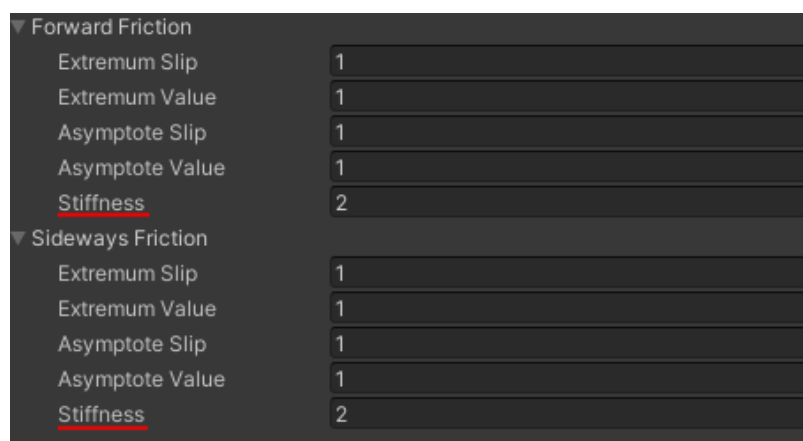 Forward Friction
Extremum Slip 1
Extremum Value 1
Asymptote Slip 1
Asymptote Value 1
Stiffness 2
Sideways Friction
Extremum Slip 1
Extremum Value 1
Asymptote Slip 1
Asymptote Value 1
Stiffness 2